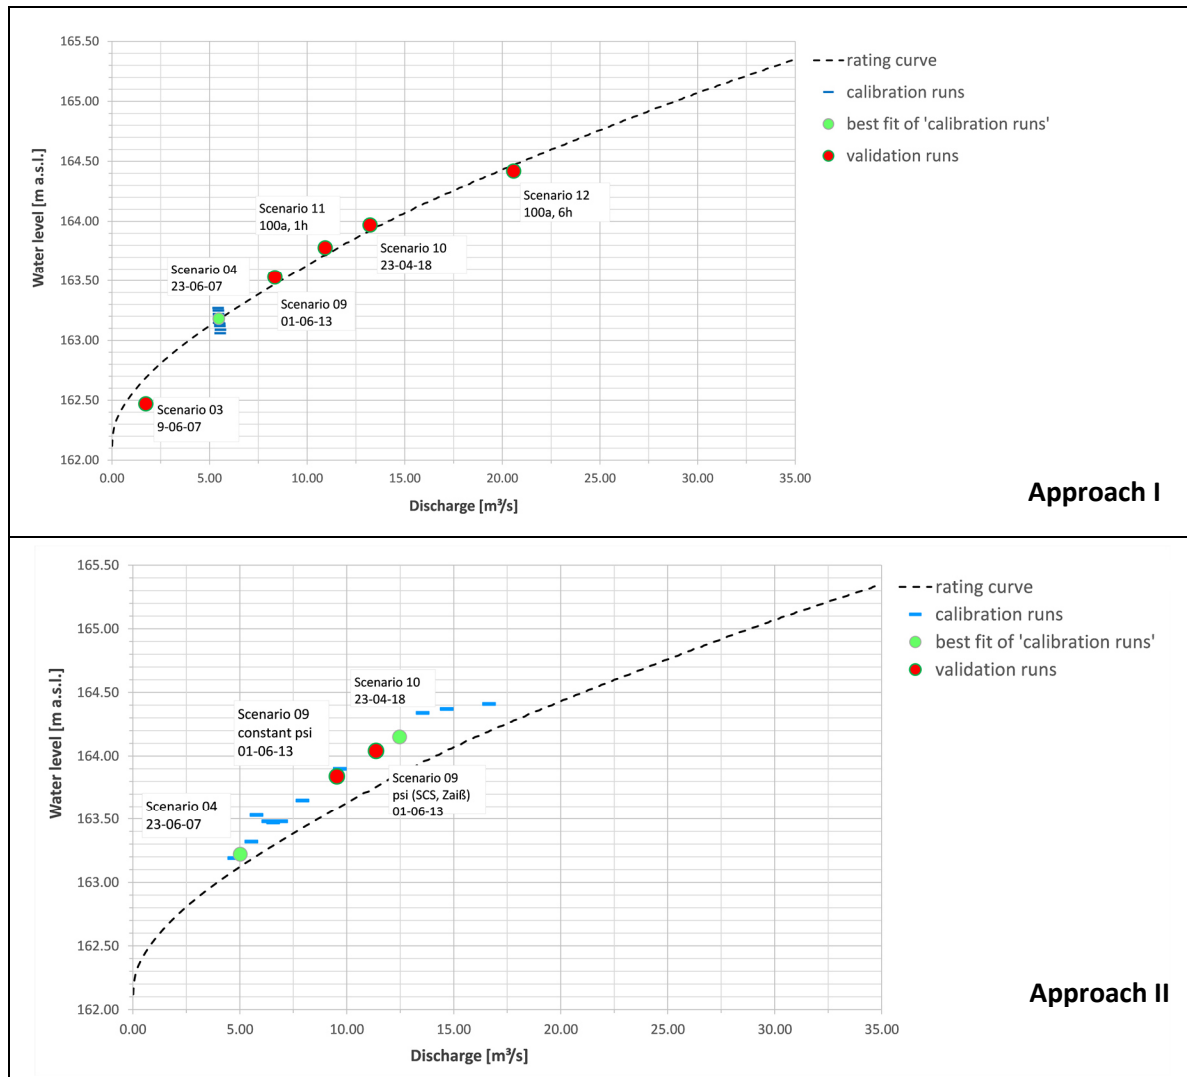 165.50
165.00
164.50
164.00
163.50
163.00
162.50
162.00
Water level [m a.s.l.]
0.00 5.00 10.00 15.00 20.00 25.00 30.00 35.00
Discharge [m³/s]
rating curve
calibration runs
best fit of 'calibration runs'
validation runs
Scenario 11
100a, 1h
Scenario 12
100a, 6h
Scenario 10
23-04-18
Scenario 04
23-06-07
Scenario 09
01-06-13
Scenario 03
9-06-07
Approach I
165.50
165.00
164.50
164.00
163.50
163.00
162.50
162.00
Water level [m a.s.l.]
0.00 5.00 10.00 15.00 20.00 25.00 30.00 35.00
Discharge [m³/s]
rating curve
calibration runs
best fit of 'calibration runs'
validation runs
Scenario 10
23-04-18
Scenario 09
constant psi
01-06-13
Scenario 09
psi (SCS, Zaiß)
01-06-13
Scenario 04
23-06-07
Approach II